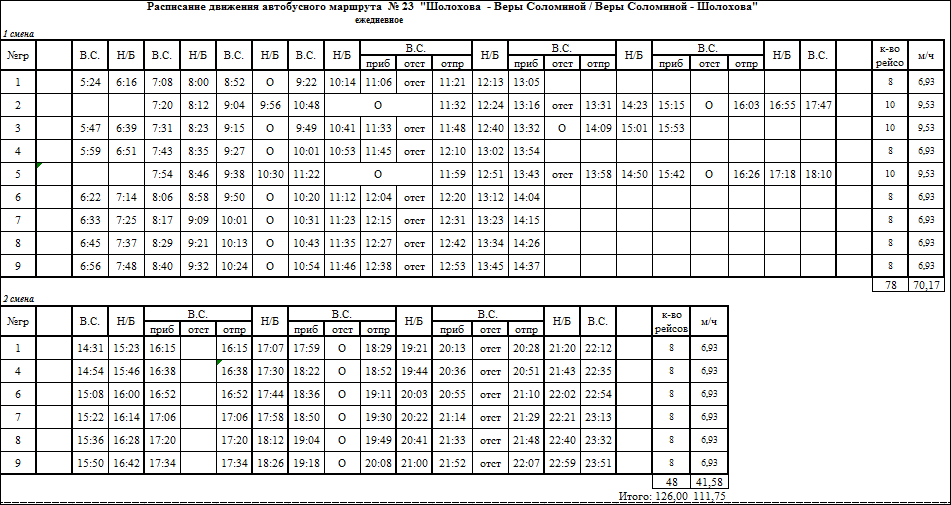 Расписание движения автобусного маршрута № 23 "Шолохова - Веры Соломиной / Веры Соломиной - Шолохова"
ежедневное
1 смена
№гр В.С. Н/Б В.С. Н/Б В.С. Н/Б В.С. Н/Б В.С. Н/Б В.С. Н/Б В.С. Н/Б В.С. к-во рейсо м/ч
приб отст отпр приб отст отпр приб отст отпр
1 5:24 6:16 7:08 8:00 8:52 О 9:22 10:14 11:06 отст 11:21 12:13 13:05 8 6,93
2 7:20 8:12 9:04 9:56 10:48 О 11:32 12:24 13:16 отст 13:31 14:23 15:15 О 16:03 16:55 17:47 10 9,53
3 5:47 6:39 7:31 8:23 9:15 О 9:49 10:41 11:33 отст 11:48 12:40 13:32 О 14:09 15:01 15:53 10 9,53
4 5:59 6:51 7:43 8:35 9:27 О 10:01 10:53 11:45 отст 12:10 13:02 13:54 8 6,93
5 7:54 8:46 9:38 10:30 11:22 О 11:59 12:51 13:43 отст 13:58 14:50 15:42 О 16:26 17:18 18:10 10 9,53
6 6:22 7:14 8:06 8:58 9:50 О 10:20 11:12 12:04 отст 12:20 13:12 14:04 8 6,93
7 6:33 7:25 8:17 9:09 10:01 О 10:31 11:23 12:15 отст 12:31 13:23 14:15 8 6,93
8 6:45 7:37 8:29 9:21 10:13 О 10:43 11:35 12:27 отст 12:42 13:34 14:26 8 6,93
9 6:56 7:48 8:40 9:32 10:24 О 10:54 11:46 12:38 отст 12:53 13:45 14:37 8 6,93
78 70,17
2 смена
№гр В.С. Н/Б В.С. Н/Б В.С. Н/Б В.С. Н/Б В.С. к-во рейсов м/ч
приб отст отпр приб отст отпр приб отст отпр
1 14:31 15:23 16:15 16:15 17:07 17:59 О 18:29 19:21 20:13 отст 20:28 21:20 22:12 8 6,93
4 14:54 15:46 16:38 16:38 17:30 18:22 О 18:52 19:44 20:36 отст 20:51 21:43 22:35 8 6,93
6 15:08 16:00 16:52 16:52 17:44 18:36 О 19:11 20:03 20:55 отст 21:10 22:02 22:54 8 6,93
7 15:22 16:14 17:06 17:06 17:58 18:50 О 19:30 20:22 21:14 отст 21:29 22:21 23:13 8 6,93
8 15:36 16:28 17:20 17:20 18:12 19:04 О 19:49 20:41 21:33 отст 21:48 22:40 23:32 8 6,93
9 15:50 16:42 17:34 17:34 18:26 19:18 О 20:08 21:00 21:52 отст 22:07 22:59 23:51 8 6,93
48 41,58
Итого: 126,00 111,75